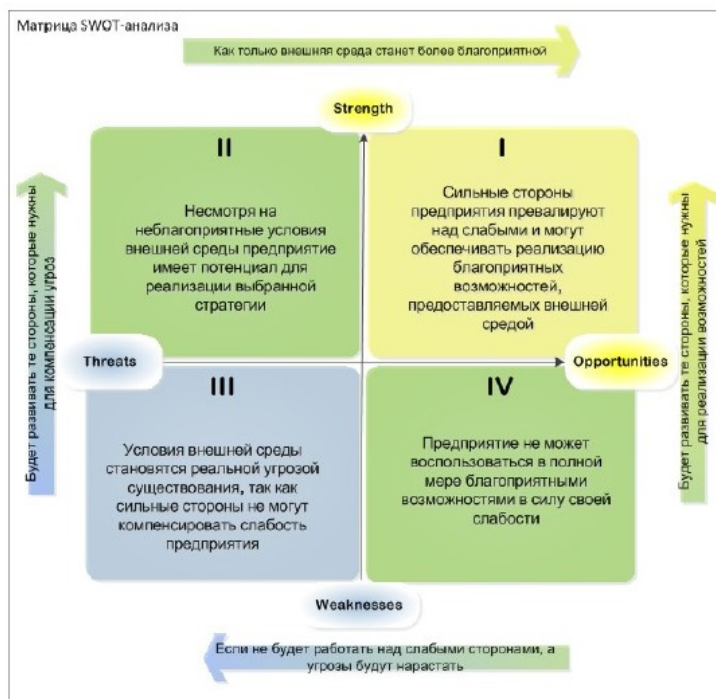 Матрица SWOT-анализа
Как только внешняя среда станет более благоприятной
Strength
II
Несмотря на
неблагоприятные условия
внешней среды предприятие
имеет потенциал для
реализации выбранной
стратегии
I
Сильные стороны
предприятия превалируют
над слабыми и могут
обеспечивать реализацию
благоприятных
возможностей,
предоставляемых внешней
средой
Будет развивать те стороны, которые нужны
для компенсации угроз
Threats
Opportunities
Будет развивать те стороны, которые нужны
для реализации возможностей
III
Условия внешней среды
становятся реальной угрозой
существования, так как
сильные стороны не могут
компенсировать слабость
предприятия
IV
Предприятие не может
воспользоваться в полной
мере благоприятными
возможностями в силу своей
слабости
Weaknesses
Если не будет работать над слабыми сторонами, а
угрозы будут нарастать